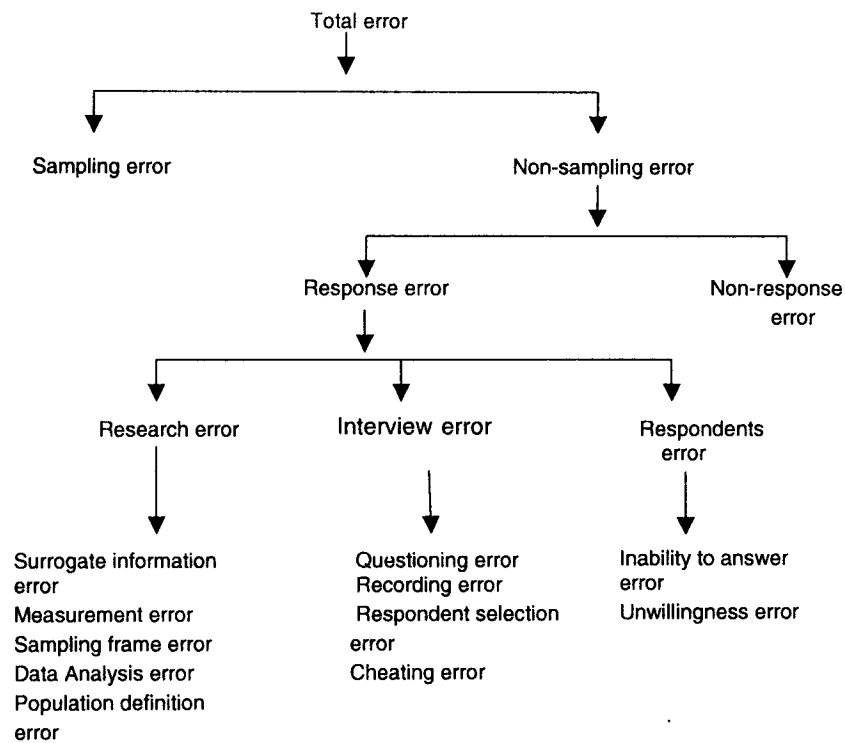 Total error
Sampling error
Non-sampling error
Response error
Non-response
error
Research error
Interview error
Respondents
error
Surrogate information
error
Measurement error
Sampling frame error
Data Analysis error
Population definition
error
Questioning error
Recording error
Respondent selection
error
Cheating error
Inability to answer
error
Unwillingness error